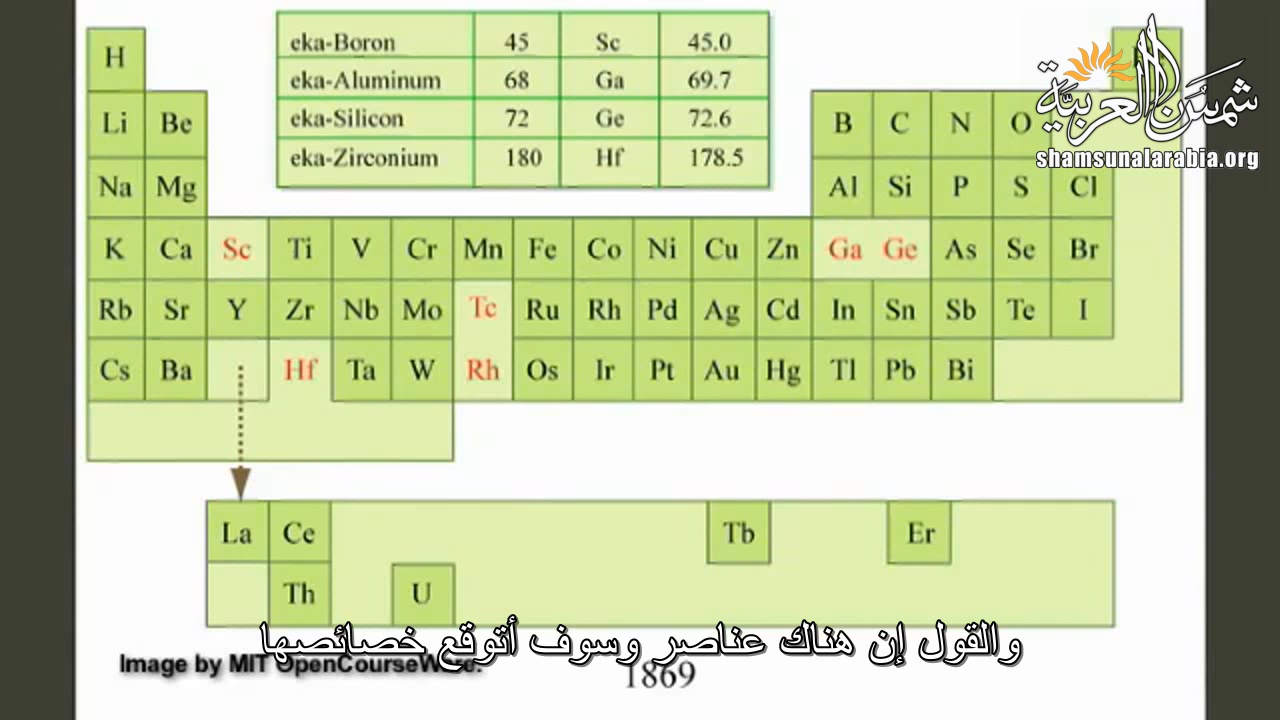 eka-Boron 45 Sc 45.0
eka-Aluminum 68 Ga 69.7
eka-Silicon 72 Ge 72.6
eka-Zirconium 180 Hf 178.5
شمسنا العربية
shamsunalarabia.org
H
Li Be B C N O
Na Mg Al Si P S Cl
K Ca Sc Ti V Cr Mn Fe Co Ni Cu Zn Ga Ge As Se Br
Rb Sr Y Zr Nb Mo Tc Ru Rh Pd Ag Cd In Sn Sb Te I
Cs Ba Hf Ta W Rh Os Ir Pt Au Hg Tl Pb Bi
La Ce Tb Er
Th U
والقول إن هناك عناصر وسوف أتوقع خصائصها
Image by MIT OpenCourseWare.
1869